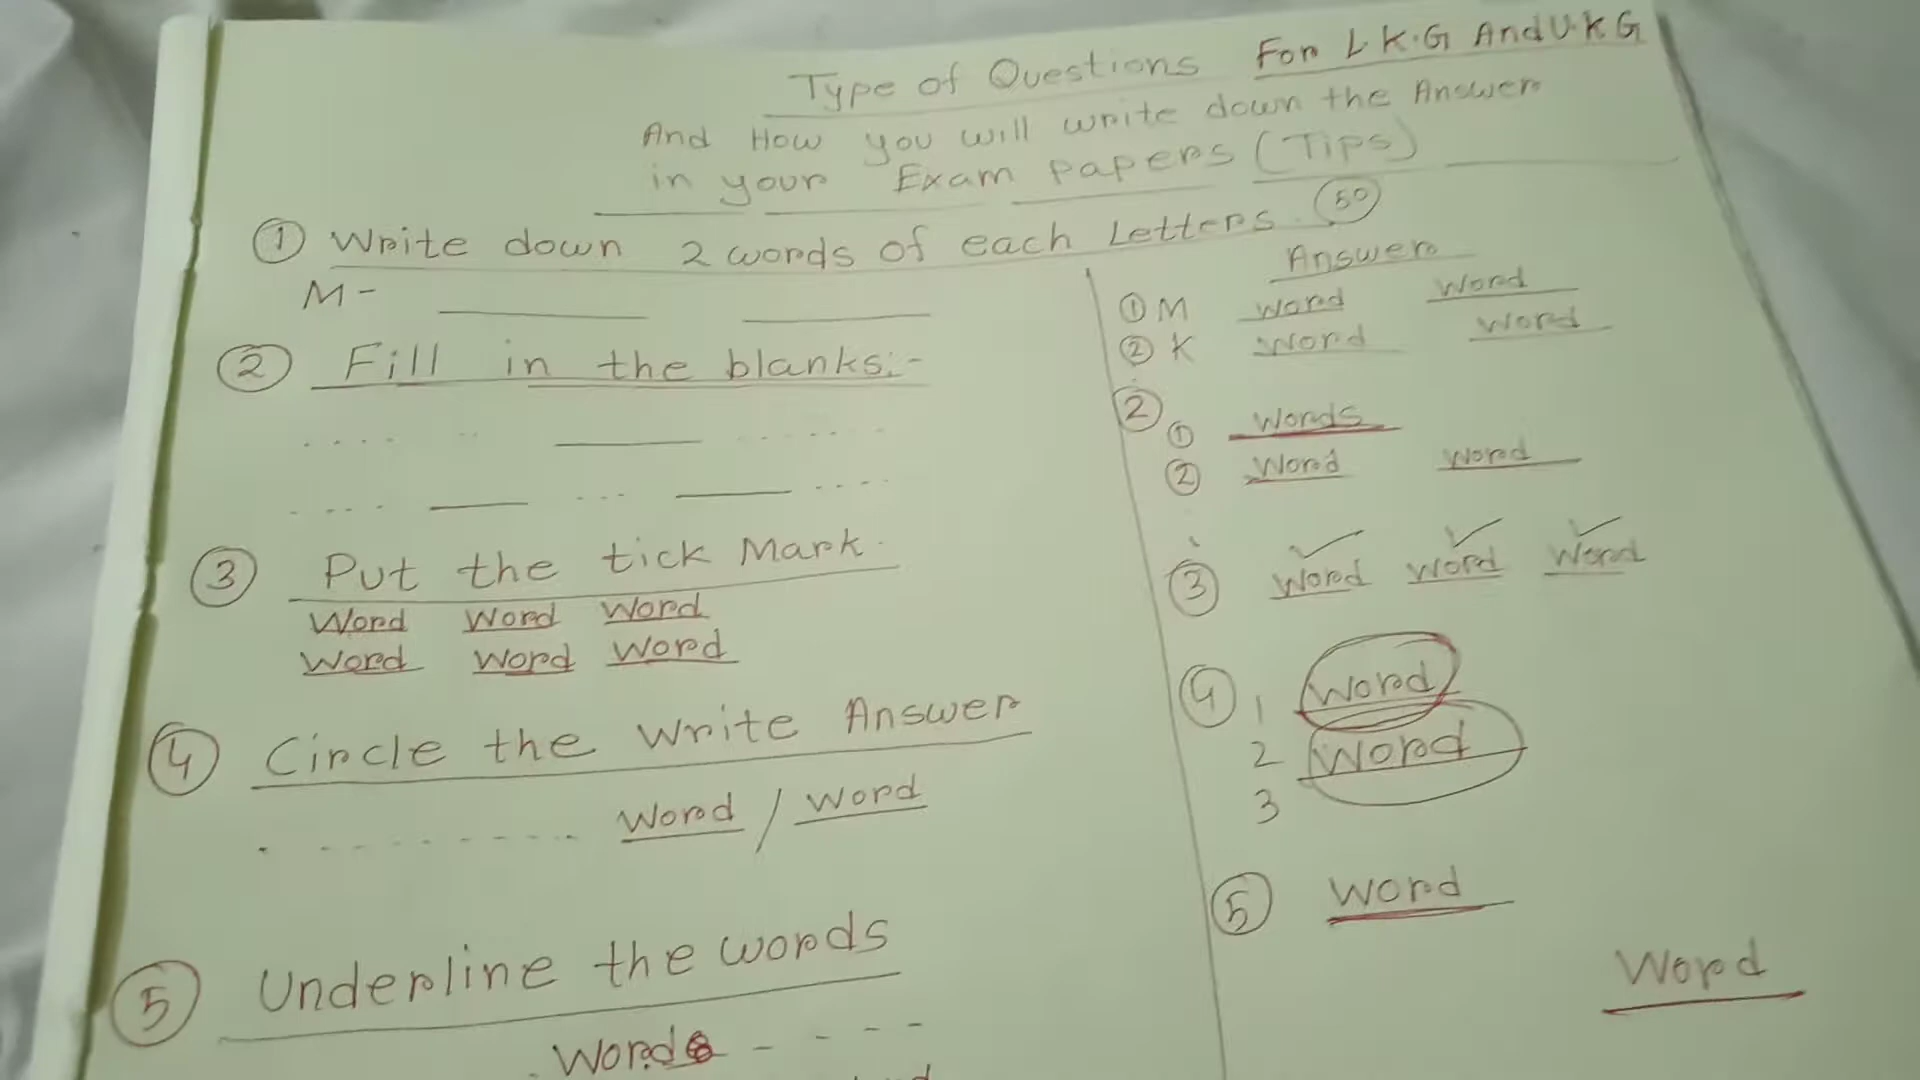 Type of Questions For L.K.G And U.K.G
And How you will write down the Answer
in your Exam papers (Tips)
① Write down 2 words of each Letters. 50
M -
② Fill in the blanks:-
③ Put the tick Mark.
Word Word Word
Word Word Word
④ Circle the write Answer
Word / Word
⑤ Underline the words
Words
Answer
① M Word Word
② K Word Word
②
① Words
② Word Word
③ Word Word Word
④ 1 Word
2 Word
3
⑤ Word
Word